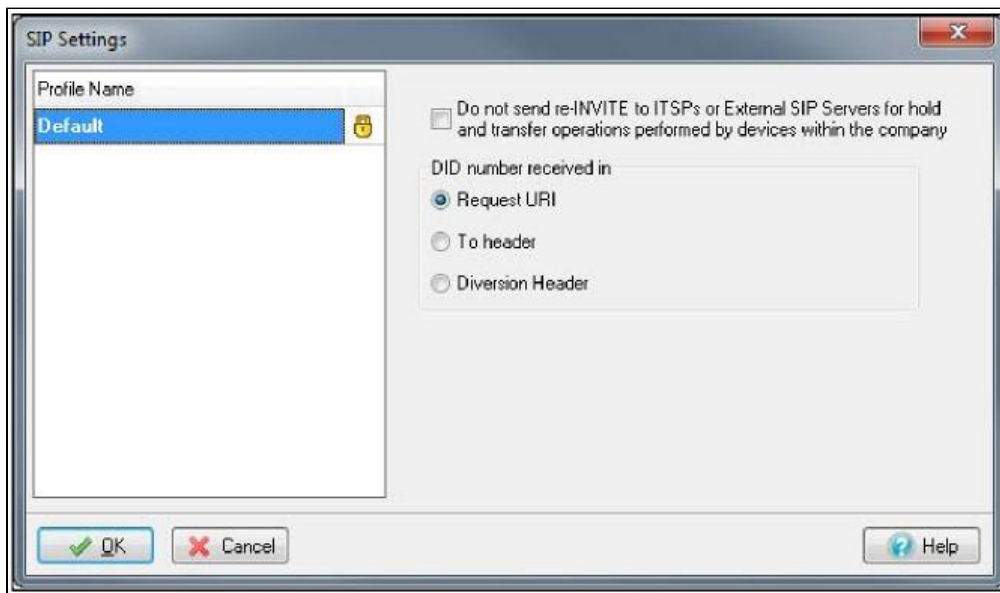 SIP Settings
Profile Name
Default
Do not send re-INVITE to ITSPs or External SIP Servers for hold
and transfer operations performed by devices within the company
DID number received in
Request URI
To header
Diversion Header
OK
Cancel
Help